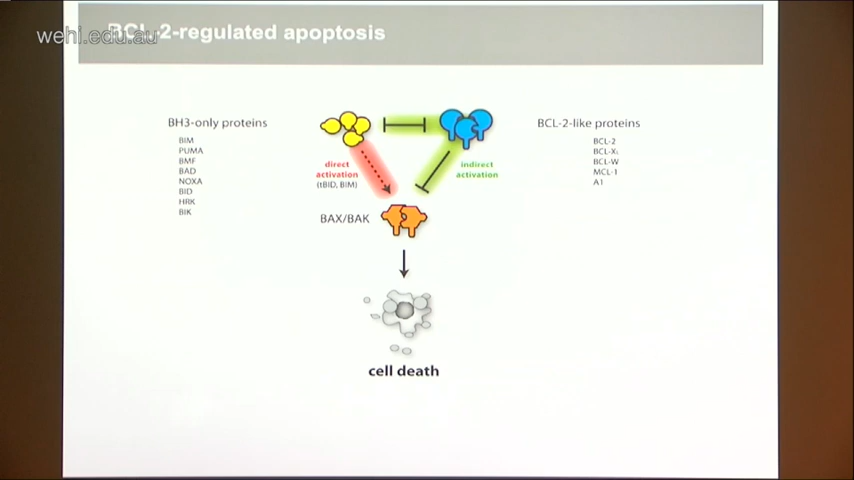 wehi.edu.au
BCL-2-regulated apoptosis
BH3-only proteins
BIM
PUMA
BMF
BAD
NOXA
BID
HRK
BIK
direct
activation
(tBID, BIM)
indirect
activation
BCL-2-like proteins
BCL-2
BCL-XL
BCL-W
MCL-1
A1
BAX/BAK
cell death